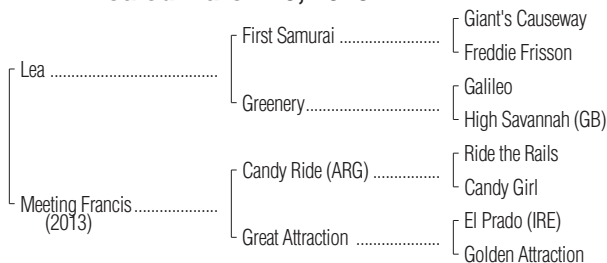 Giant's Causeway
First Samurai
Freddie Frisson
Lea
Galileo
Greenery
High Savannah (GB)
Ride the Rails
Candy Ride (ARG)
Candy Girl
Meeting Francis
(2013)
El Prado (IRE)
Great Attraction
Golden Attraction